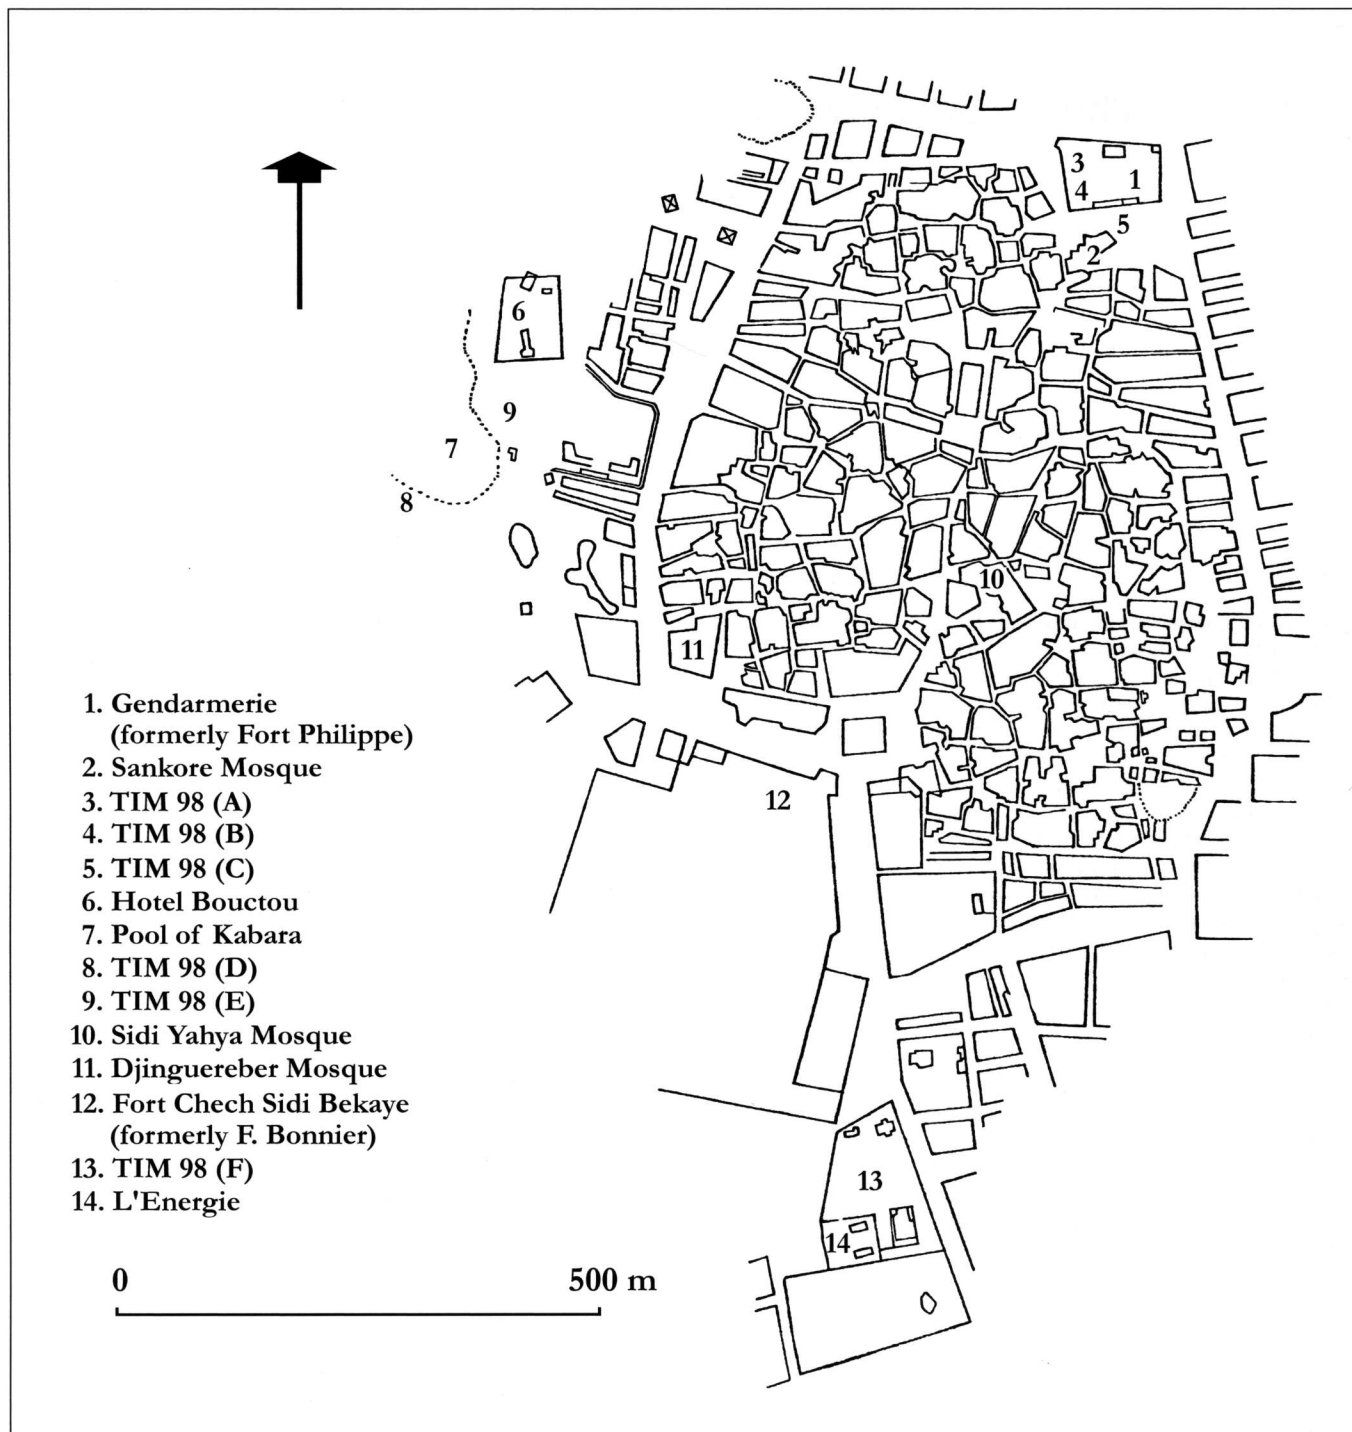 3
1
4
5
2
6
9
7
8
10
11
12
13
14
1. Gendarmerie
(formerly Fort Philippe)
2. Sankore Mosque
3. TIM 98 (A)
4. TIM 98 (B)
5. TIM 98 (C)
6. Hotel Bouctou
7. Pool of Kabara
8. TIM 98 (D)
9. TIM 98 (E)
10. Sidi Yahya Mosque
11. Djinguereber Mosque
12. Fort Chech Sidi Bekaye
(formerly F. Bonnier)
13. TIM 98 (F)
14. L'Energie
0 500 m